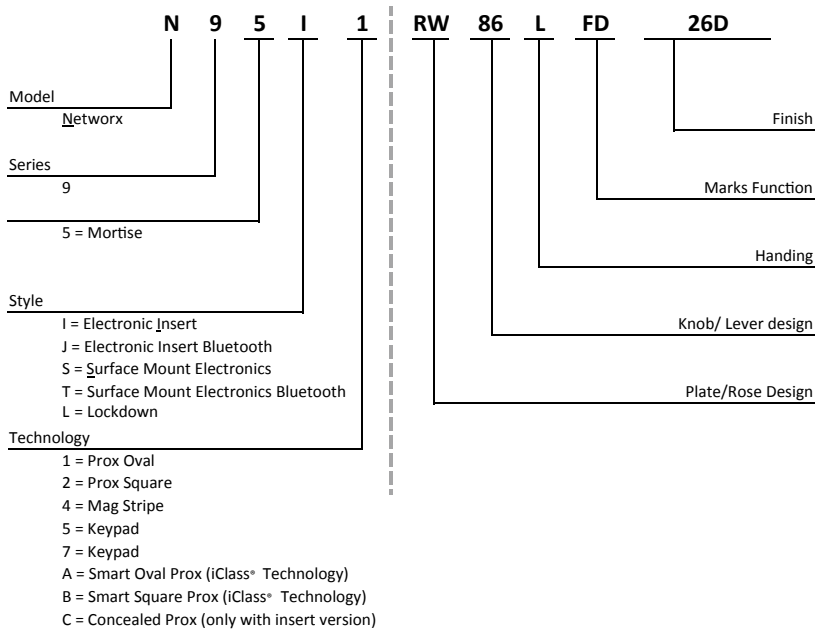 N 9 5 I 1 RW 86 L FD 26D
Model
Networx
Finish
Series
9
Marks Function
5 = Mortise
Handing
Style
I = Electronic Insert
Knob/ Lever design
J = Electronic Insert Bluetooth
S = Surface Mount Electronics
T = Surface Mount Electronics Bluetooth
Plate/Rose Design
L = Lockdown
Technology
1 = Prox Oval
2 = Prox Square
4 = Mag Stripe
5 = Keypad
7 = Keypad
A = Smart Oval Prox (iClass® Technology)
B = Smart Square Prox (iClass® Technology)
C = Concealed Prox (only with insert version)